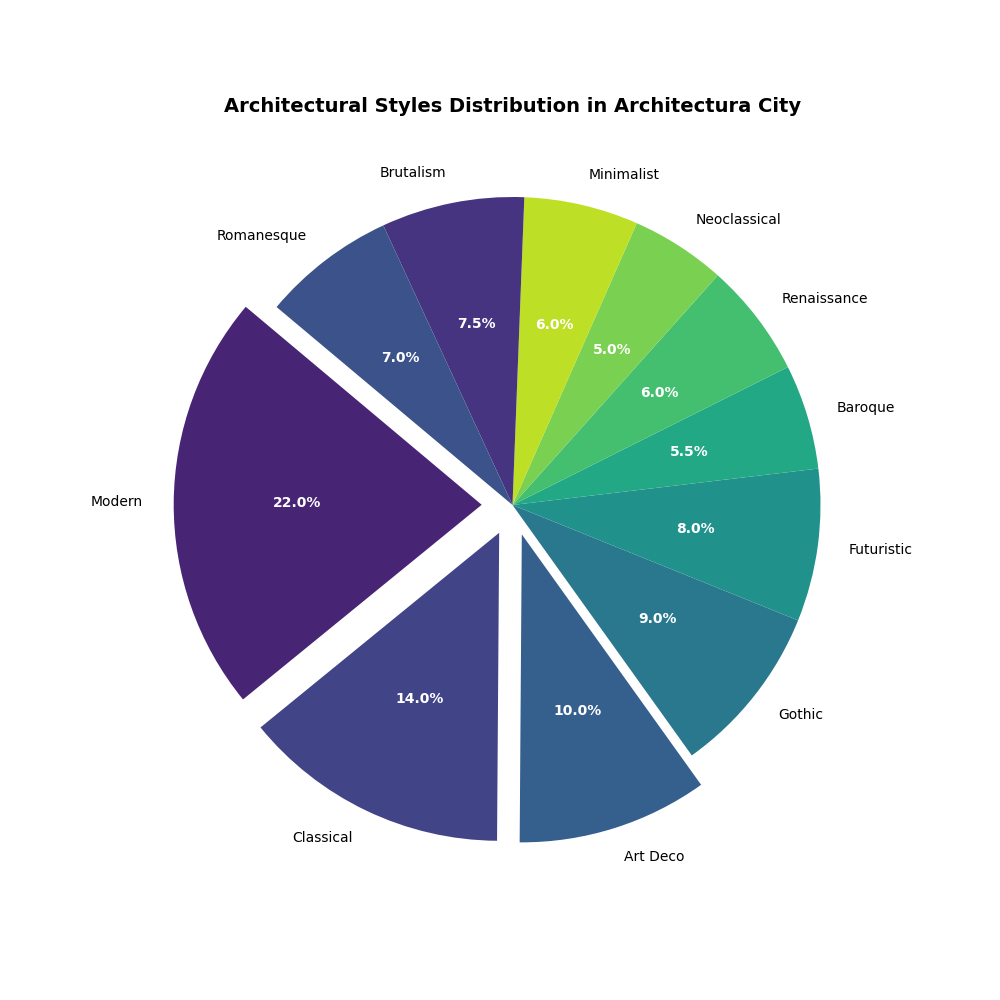 Architectural Styles Distribution in Architectura City
Brutalism
Minimalist
Neoclassical
Romanesque
Renaissance
7.5%
6.0%
5.0%
7.0%
6.0%
Baroque
5.5%
Modern
22.0%
8.0%
Futuristic
9.0%
14.0%
10.0%
Gothic
Classical
Art Deco